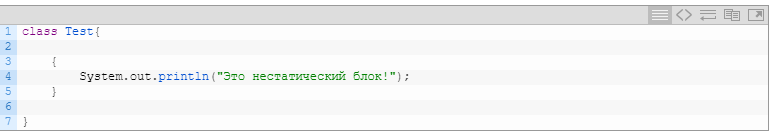 1 class Test{
2
3     {
4         System.out.println("Это нестатический блок!");
5     }
6
7 }